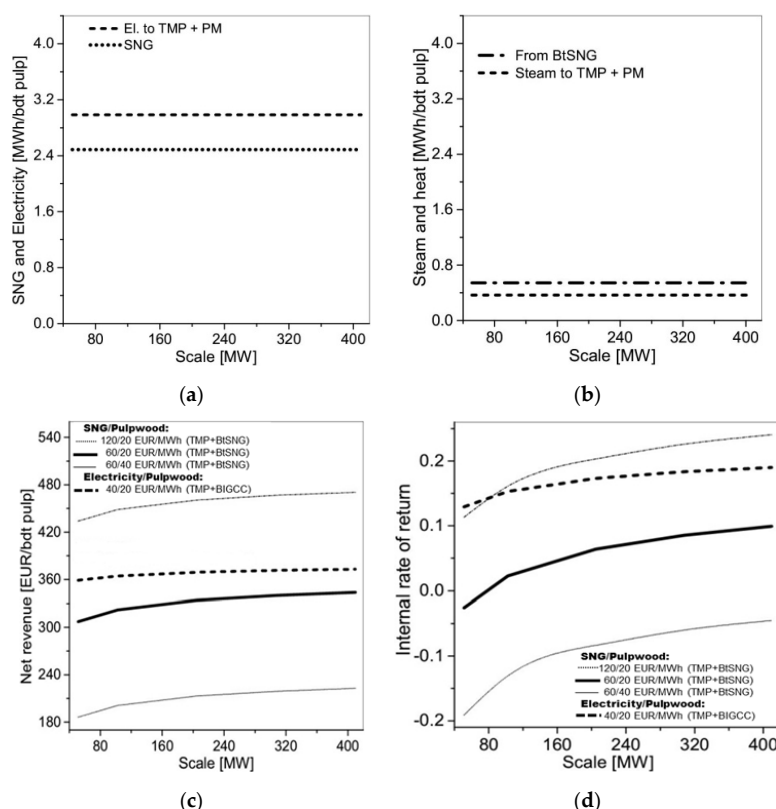 El. to TMP + PM
SNG
SNG and Electricity [MWh/bdt pulp]
4.0
3.2
2.4
1.6
0.8
0.0
80 160 240 320 400
Scale [MW]
(a)
From BtSNG
Steam to TMP + PM
Steam and heat [MWh/bdt pulp]
4.0
3.2
2.4
1.6
0.8
0.0
80 160 240 320 400
Scale [MW]
(b)
SNG/Pulpwood:
120/20 EUR/MWh (TMP+BtSNG)
60/20 EUR/MWh (TMP+BtSNG)
60/40 EUR/MWh (TMP+BtSNG)
Electricity/Pulpwood:
40/20 EUR/MWh (TMP+BIGCC)
Net revenue [EUR/bdt pulp]
540
480
420
360
300
240
180
80 160 240 320 400
Scale [MW]
(c)
Internal rate of return
0.2
0.1
0.0
-0.1
-0.2
SNG/Pulpwood:
120/20 EUR/MWh (TMP+BtSNG)
60/20 EUR/MWh (TMP+BtSNG)
60/40 EUR/MWh (TMP+BtSNG)
Electricity/Pulpwood:
40/20 EUR/MWh (TMP+BIGCC)
80 160 240 320 400
Scale [MW]
(d)